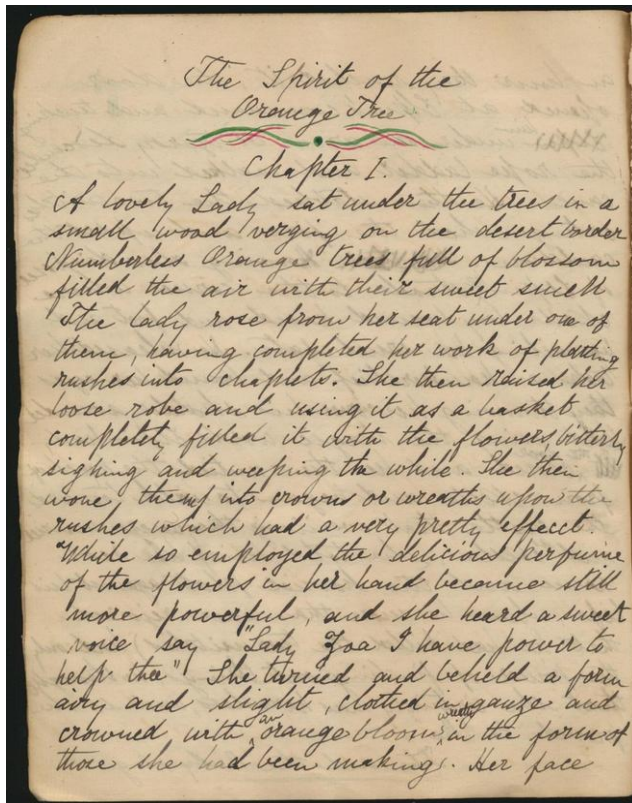 The Spirit of the
Orange Tree
Chapter I.
A lovely Lady sat under the trees in a
small wood verging on the desert border
Numberless Orange trees full of blossom
filled the air with their sweet smell
The lady rose from her seat under one of
them, having completed her work of platting
rushes into chaplets. She then raised her
loose robe and using it as a basket
completely filled it with the flowers, bitterly
sighing and weeping the while. She then
wove them into crowns or wreaths upon the
rushes which had a very pretty effect.
While so employed the delicious perfume
of the flowers in her hand became still
more powerful, and she heard a sweet
voice say "Lady Zoa I have power to
help thee" She turned and beheld a form
airy and slight, clothed in gauze and
crowned, with an orange bloom wreath, in the form of
those she had been making. Her face